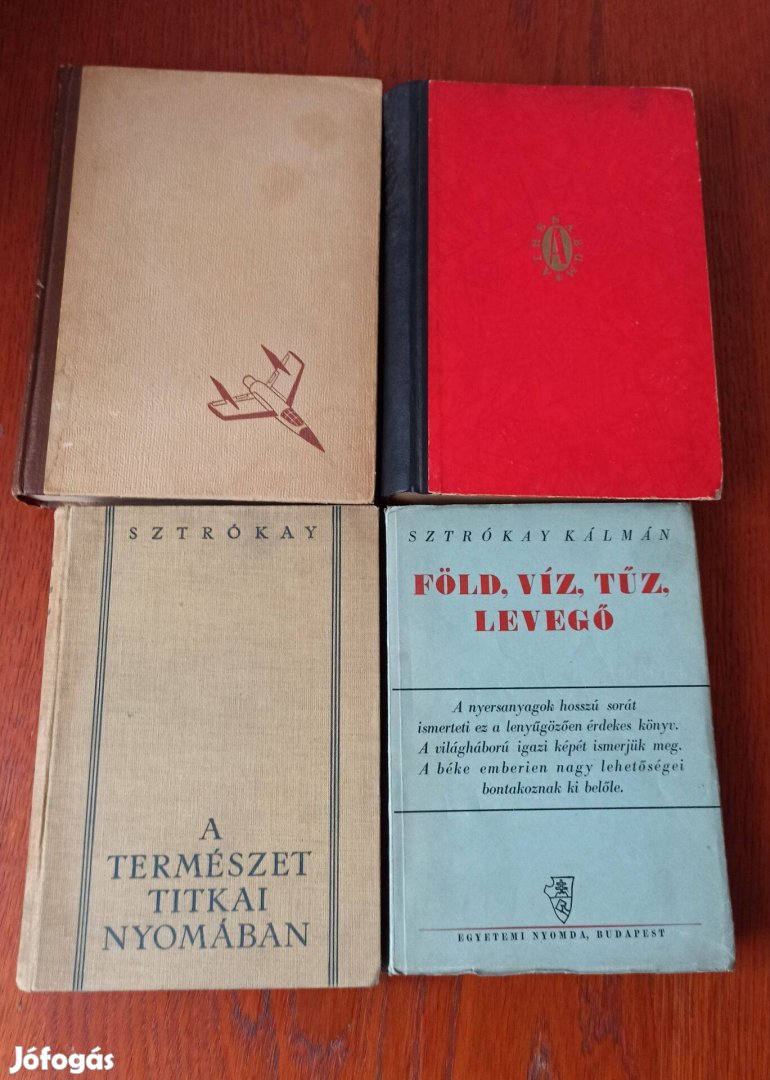 ATHENAEUM
A
SZTRÓKAY
A
TERMÉSZET
TITKAI
NYOMÁBAN
SZTRÓKAY KÁLMÁN
FÖLD, VÍZ, TŰZ,
LEVEGŐ
A nyersanyagok hosszú sorát
ismerteti ez a lenyűgözően érdekes könyv.
A világháború igazi képét ismerjük meg.
A béke emberien nagy lehetőségei
bontakoznak ki belőle.
EGYETEMI NYOMDA, BUDAPEST
Jófogás